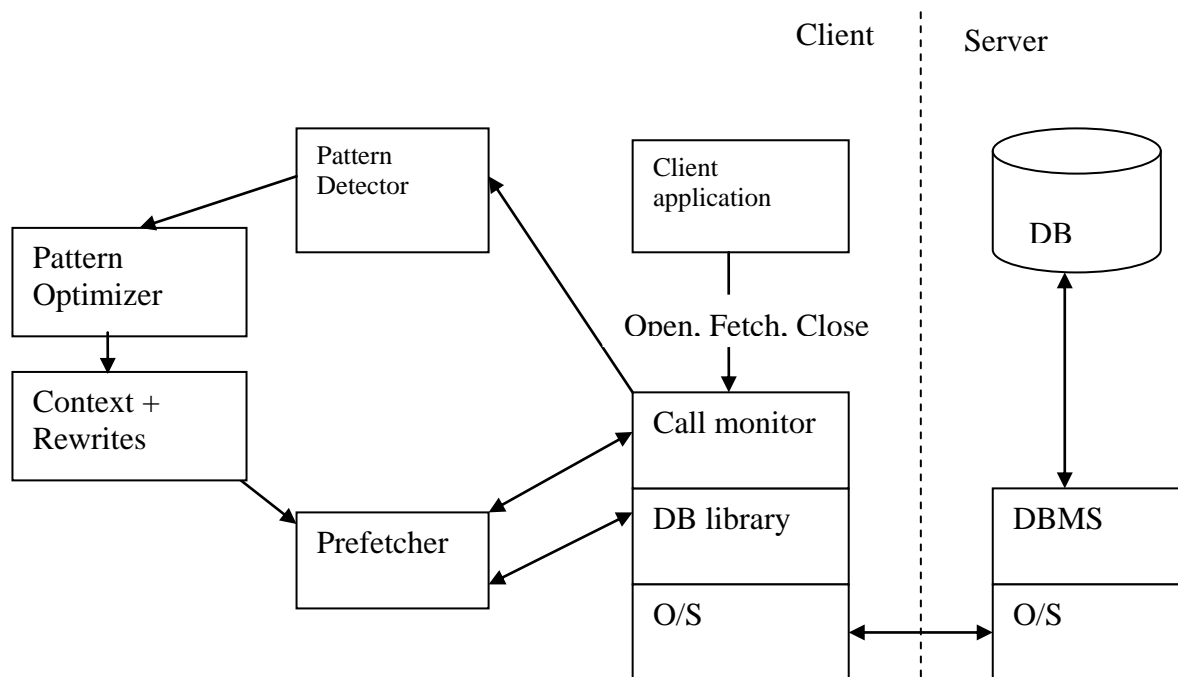 Client
Server
Pattern
Detector
Client
application
DB
Pattern
Optimizer
Open, Fetch, Close
Context +
Rewrites
Call monitor
Prefetcher
DB library
DBMS
O/S
O/S